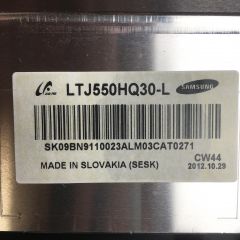 LTJ550HQ30-L SAMSUNG
SK09BN9110023ALM03CAT0271
MADE IN SLOVAKIA (SESK)
CW44
2012.10.29